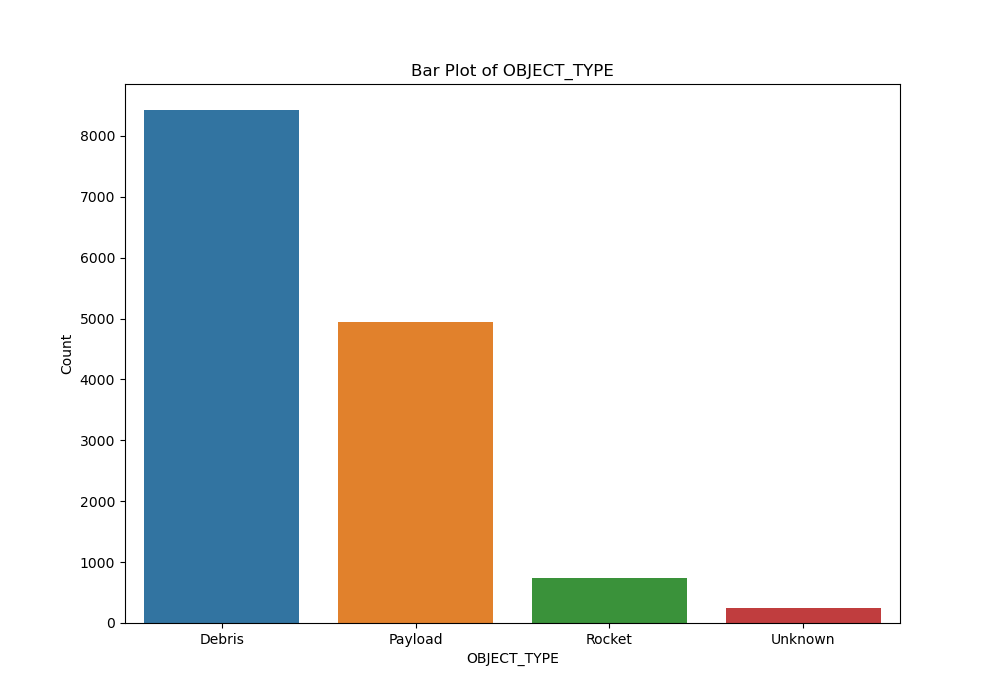 Bar Plot of OBJECT_TYPE
8000
7000
6000
5000
4000
3000
2000
1000
0
Count
Debris
Payload
Rocket
Unknown
OBJECT_TYPE